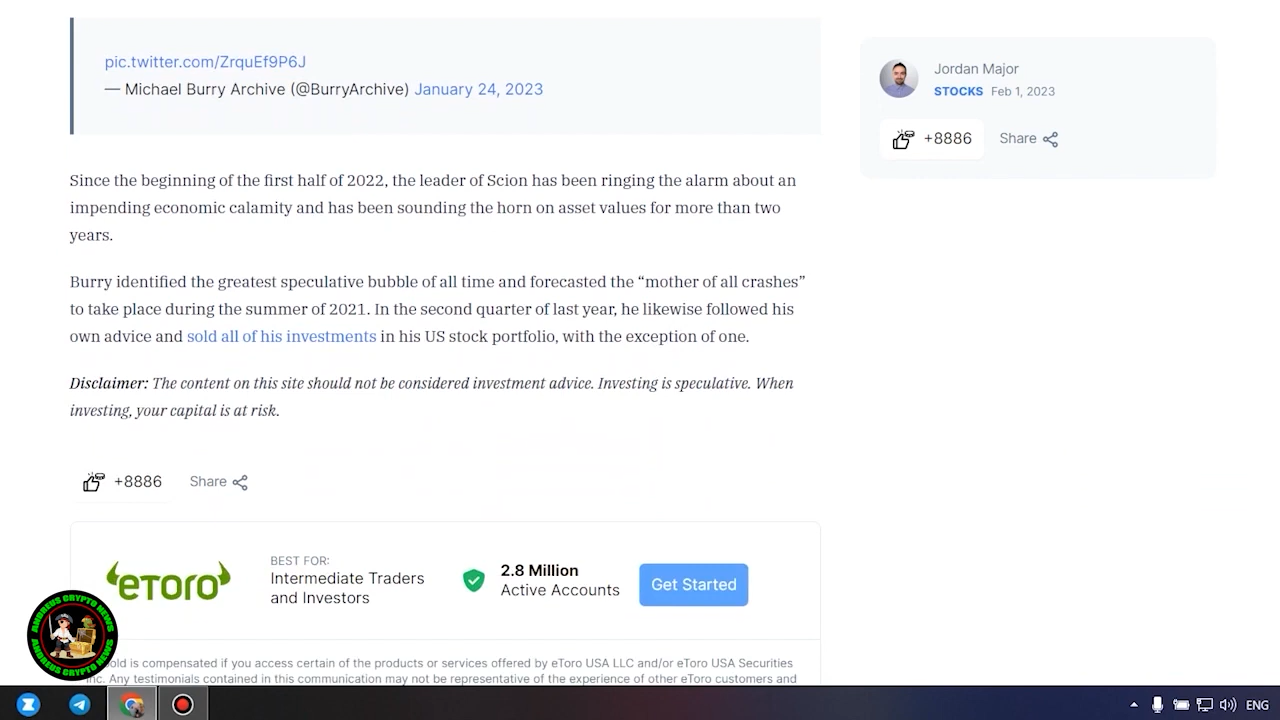 pic.twitter.com/ZrquEf9P6J
— Michael Burry Archive (@BurryArchive) January 24, 2023
Jordan Major
STOCKS Feb 1, 2023
+8886 Share
Since the beginning of the first half of 2022, the leader of Scion has been ringing the alarm about an
impending economic calamity and has been sounding the horn on asset values for more than two
years.
Burry identified the greatest speculative bubble of all time and forecasted the “mother of all crashes”
to take place during the summer of 2021. In the second quarter of last year, he likewise followed his
own advice and sold all of his investments in his US stock portfolio, with the exception of one.
Disclaimer: The content on this site should not be considered investment advice. Investing is speculative. When
investing, your capital is at risk.
+8886 Share
eToro
BEST FOR:
Intermediate Traders
and Investors
2.8 Million
Active Accounts
Get Started
is compensated if you access certain of the products or services offered by eToro USA LLC and/or eToro USA Securities
Inc. Any testimonials contained in this communication may not be representative of the experience of other eToro customers and
ANDREUS CRYPTO NEWS
ANDREUS CRYPTO NEWS
ENG